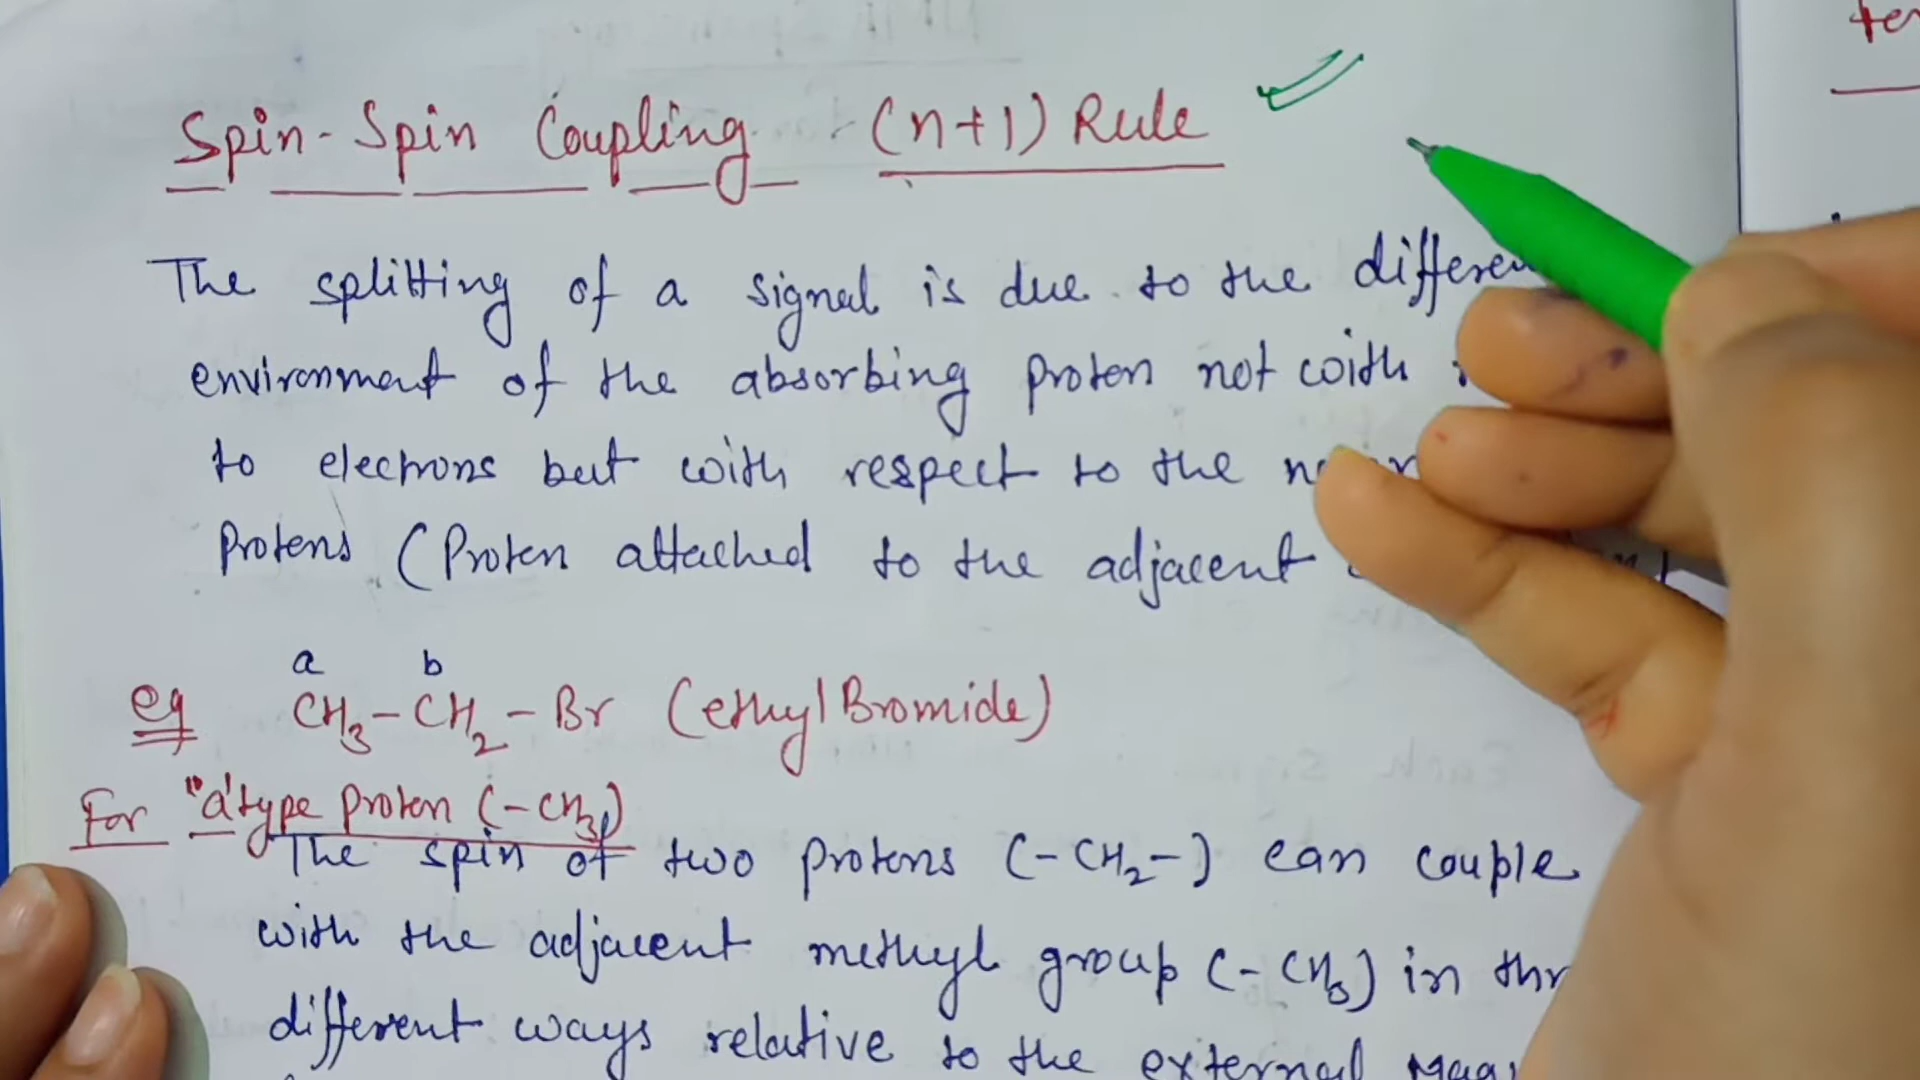 Spin-Spin Coupling (n+1) Rule
The splitting of a signal is due to the
environment of the absorbing proton not with
to electrons but with respect to the
Protons (Proton attached to the adjacent
a b
eg CH3-CH2-Br (ethyl Bromide)
For "a" type proton (-CH3)
The spin of two protons (-CH2-) can couple
with the adjacent methyl group (-CH3) in
different ways relative to the external